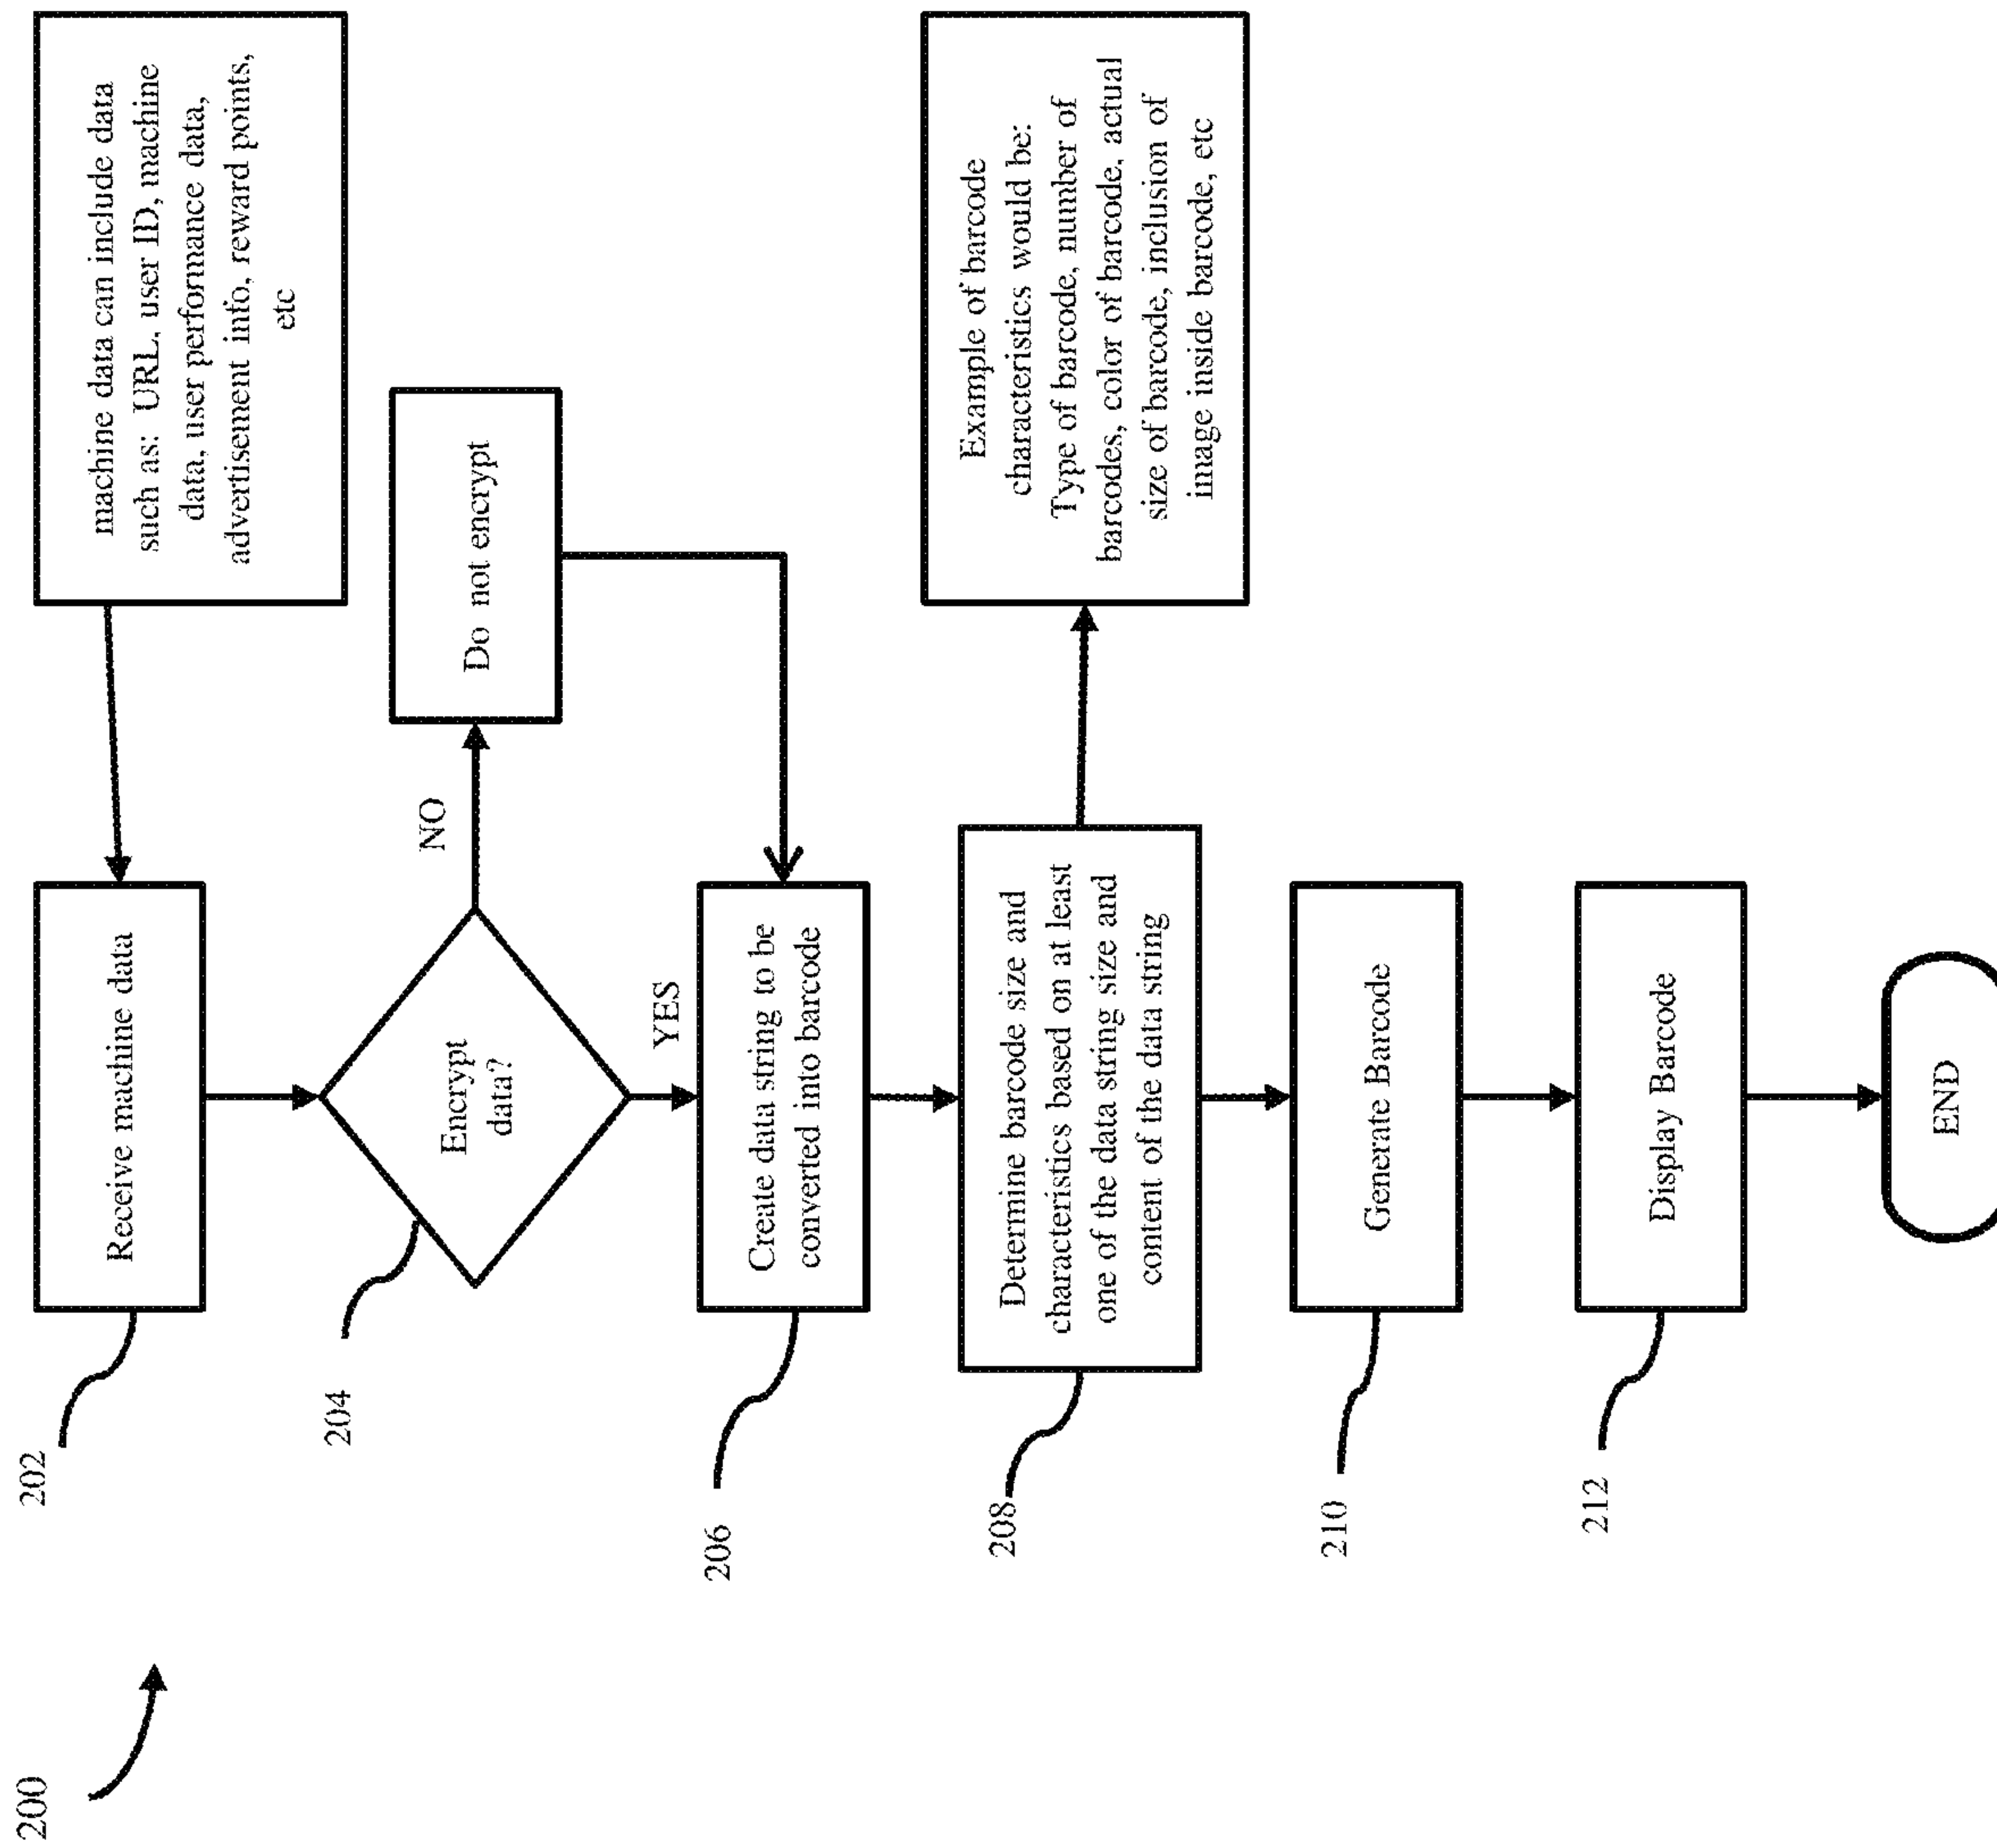 200
202
Receive machine data
machine data can include data
such as: URL, user ID, machine
data, user performance data,
advertisement info, reward points,
etc
204
Encrypt
data?
NO
Do not encrypt
YES
206
Create data string to be
converted into barcode
208
Determine barcode size and
characteristics based on at least
one of the data string size and
content of the data string
Example of barcode
characteristics would be:
Type of barcode, number of
barcodes, color of barcode, actual
size of barcode, inclusion of
image inside barcode, etc
210
Generate Barcode
212
Display Barcode
END